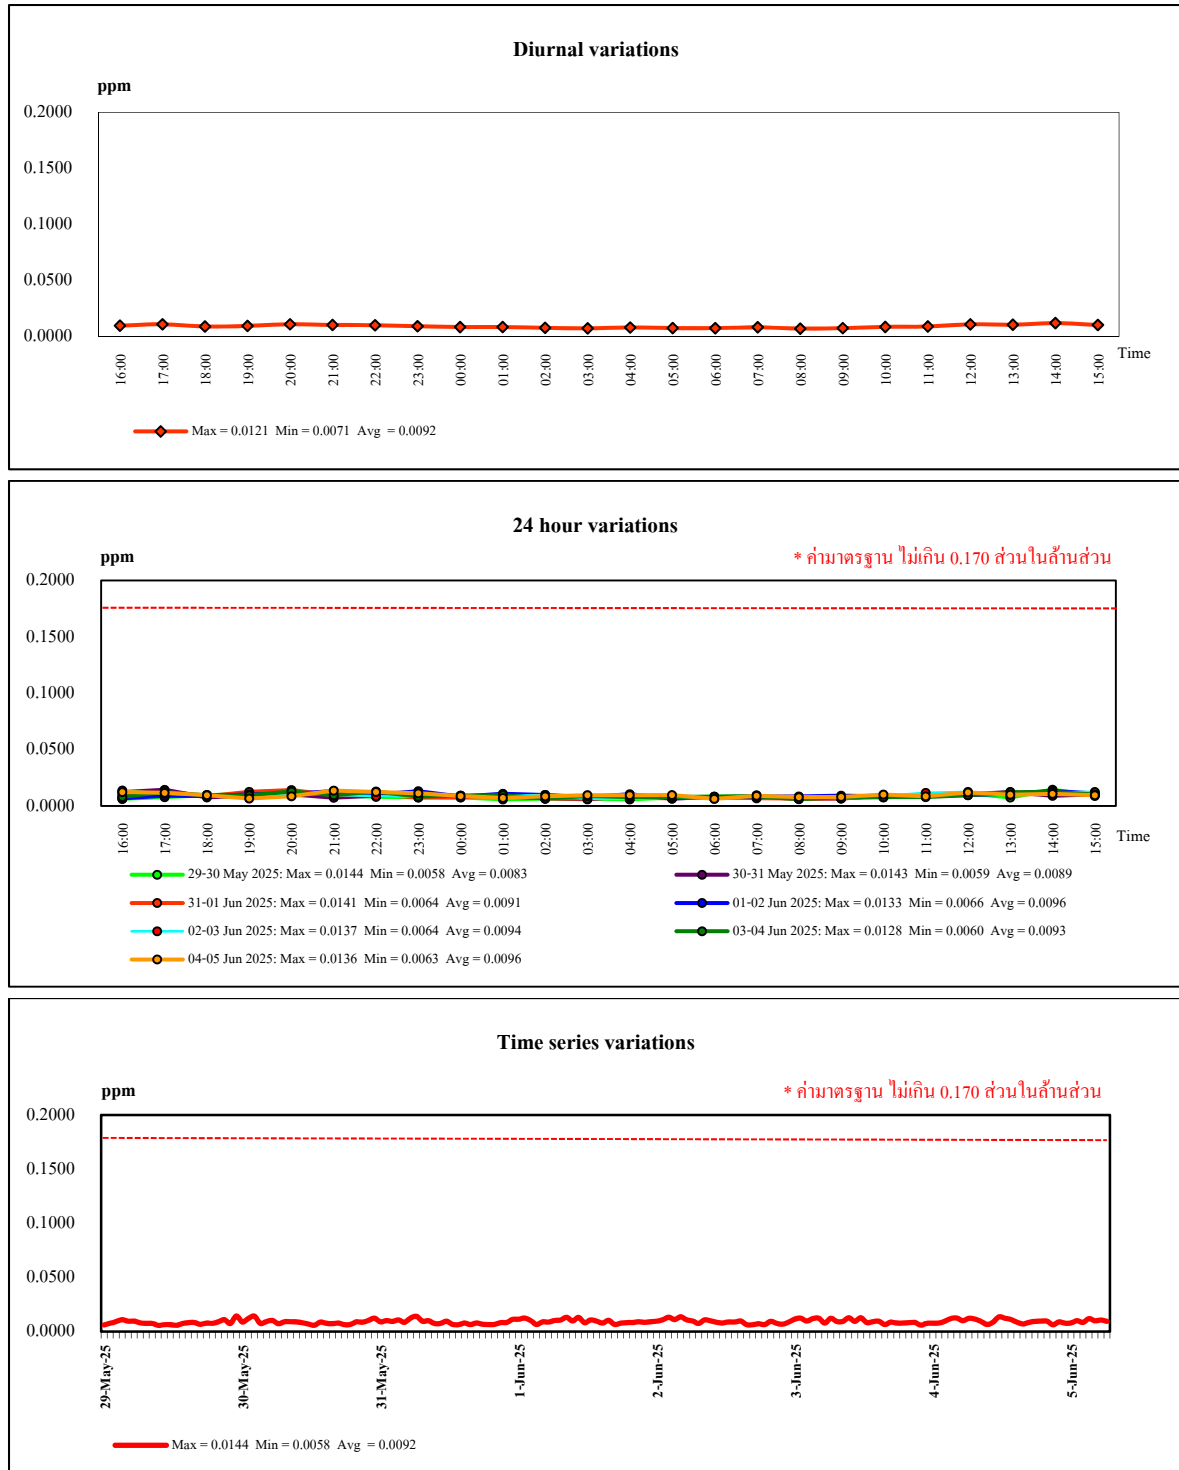 Diurnal variations
ppm
0.2000
0.1500
0.1000
0.0500
0.0000
16:00 17:00 18:00 19:00 20:00 21:00 22:00 23:00 00:00 01:00 02:00 03:00 04:00 05:00 06:00 07:00 08:00 09:00 10:00 11:00 12:00 13:00 14:00 15:00 Time
Max = 0.0121 Min = 0.0071 Avg = 0.0092
24 hour variations
ppm * ค่ามาตรฐาน ไม่เกิน 0.170 ส่วนในล้านส่วน
0.2000
0.1500
0.1000
0.0500
0.0000
16:00 17:00 18:00 19:00 20:00 21:00 22:00 23:00 00:00 01:00 02:00 03:00 04:00 05:00 06:00 07:00 08:00 09:00 10:00 11:00 12:00 13:00 14:00 15:00 Time
29-30 May 2025: Max = 0.0144 Min = 0.0058 Avg = 0.0083 30-31 May 2025: Max = 0.0143 Min = 0.0059 Avg = 0.0089
31-01 Jun 2025: Max = 0.0141 Min = 0.0064 Avg = 0.0091 01-02 Jun 2025: Max = 0.0133 Min = 0.0066 Avg = 0.0096
02-03 Jun 2025: Max = 0.0137 Min = 0.0064 Avg = 0.0094 03-04 Jun 2025: Max = 0.0128 Min = 0.0060 Avg = 0.0093
04-05 Jun 2025: Max = 0.0136 Min = 0.0063 Avg = 0.0096
Time series variations
ppm * ค่ามาตรฐาน ไม่เกิน 0.170 ส่วนในล้านส่วน
0.2000
0.1500
0.1000
0.0500
0.0000
29-May-25 30-May-25 31-May-25 1-Jun-25 2-Jun-25 3-Jun-25 4-Jun-25 5-Jun-25
Max = 0.0144 Min = 0.0058 Avg = 0.0092